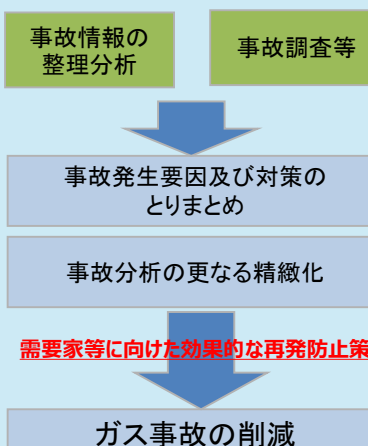 事故情報の
整理分析
事故調査等
事故発生要因及び対策の
とりまとめ
事故分析の更なる精緻化
需要家等に向けた効果的な再発防止策
ガス事故の削減